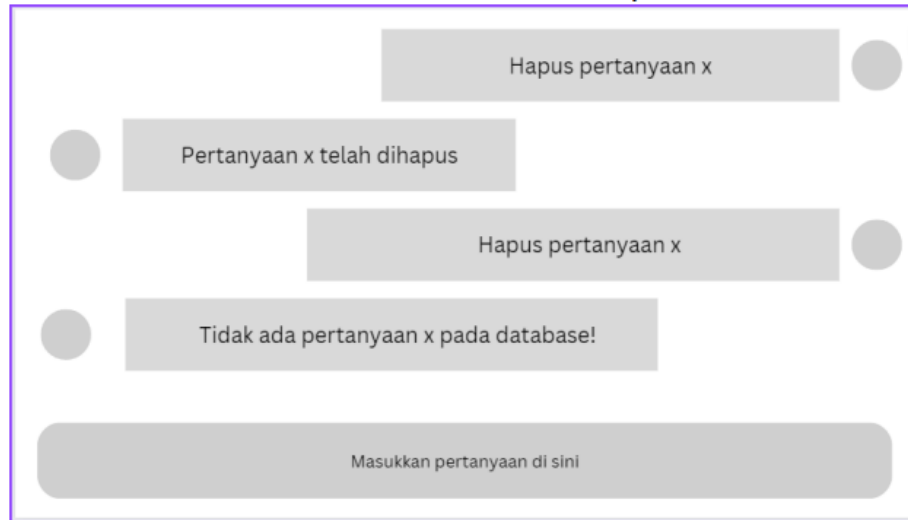 Hapus pertanyaan x
Pertanyaan x telah dihapus
Hapus pertanyaan x
Tidak ada pertanyaan x pada database!
Masukkan pertanyaan di sini